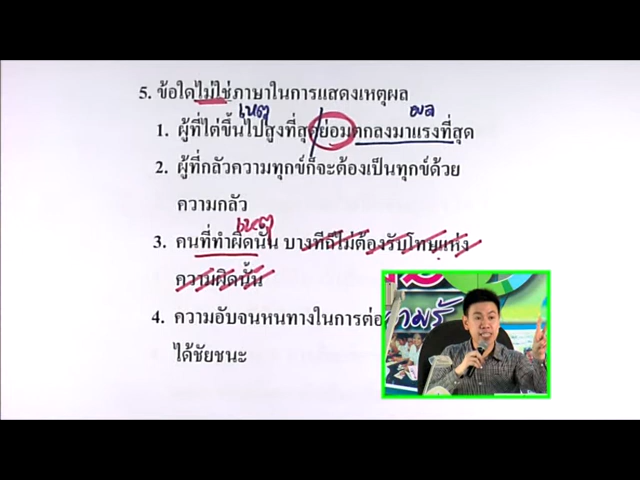 5. ข้อใดไม่ใช่ภาษาในการแสดงเหตุผล
เหตุ ผล
1. ผู้ที่ไต่ขึ้นไปสูงที่สุดย่อมตกลงมาแรงที่สุด
2. ผู้ที่กลัวความทุกข์ก็จะต้องเป็นทุกข์ด้วย
ความกลัว
เหตุ
3. คนที่ทำผิดนั้น บางทีก็ไม่ต้องรับโทษแห่ง
ความผิดนั้น
4. ความอับจนหนทางในการต่อ
ได้ชัยชนะ